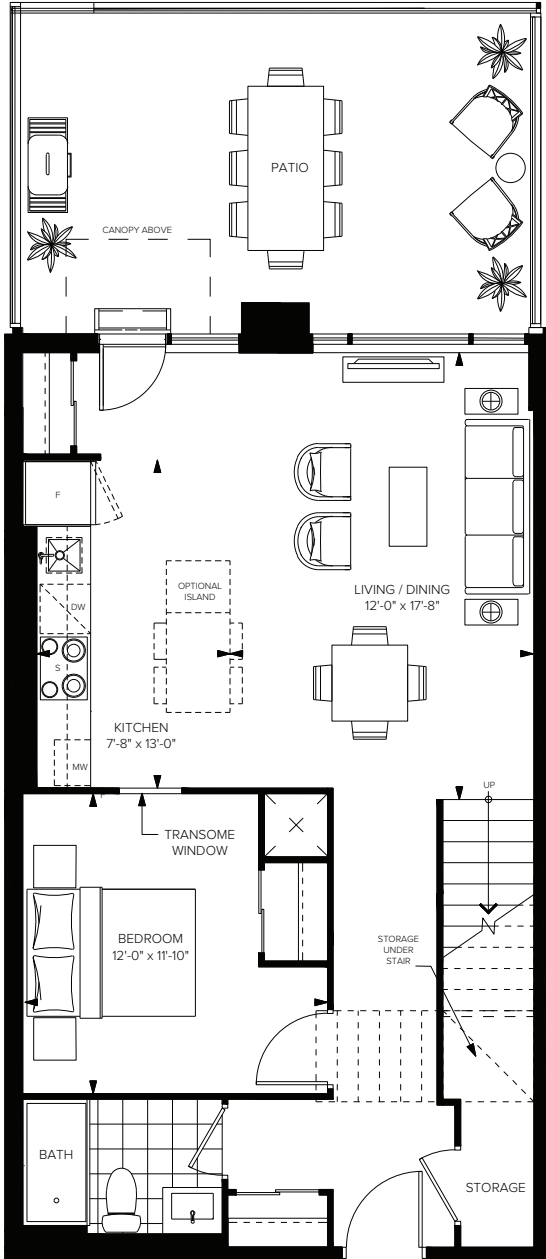 PATIO
CANOPY ABOVE
F
OPTIONAL
ISLAND
DW
LIVING / DINING
12'-0" x 17'-8"
S
KITCHEN
7'-8" x 13'-0"
MW
UP
TRANSOME
WINDOW
BEDROOM
12'-0" x 11'-10"
STORAGE
UNDER
STAIR
BATH
STORAGE